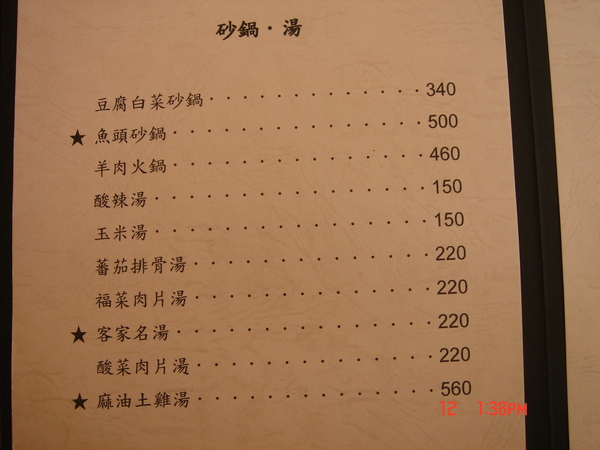 砂鍋·湯
豆腐白菜砂鍋·················340
★魚頭砂鍋···················500
羊肉火鍋···················460
酸辣湯····················150
玉米湯····················150
蕃茄排骨湯··················220
福菜肉片湯··················220
★客家名湯···················220
酸菜肉片湯··················220
★麻油土雞湯··················560
12 1:38PM